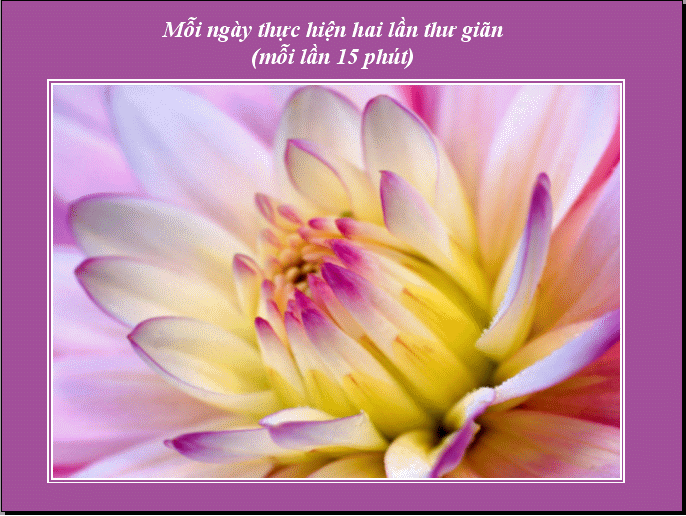 Mỗi ngày thực hiện hai lần thư giãn
(mỗi lần 15 phút)